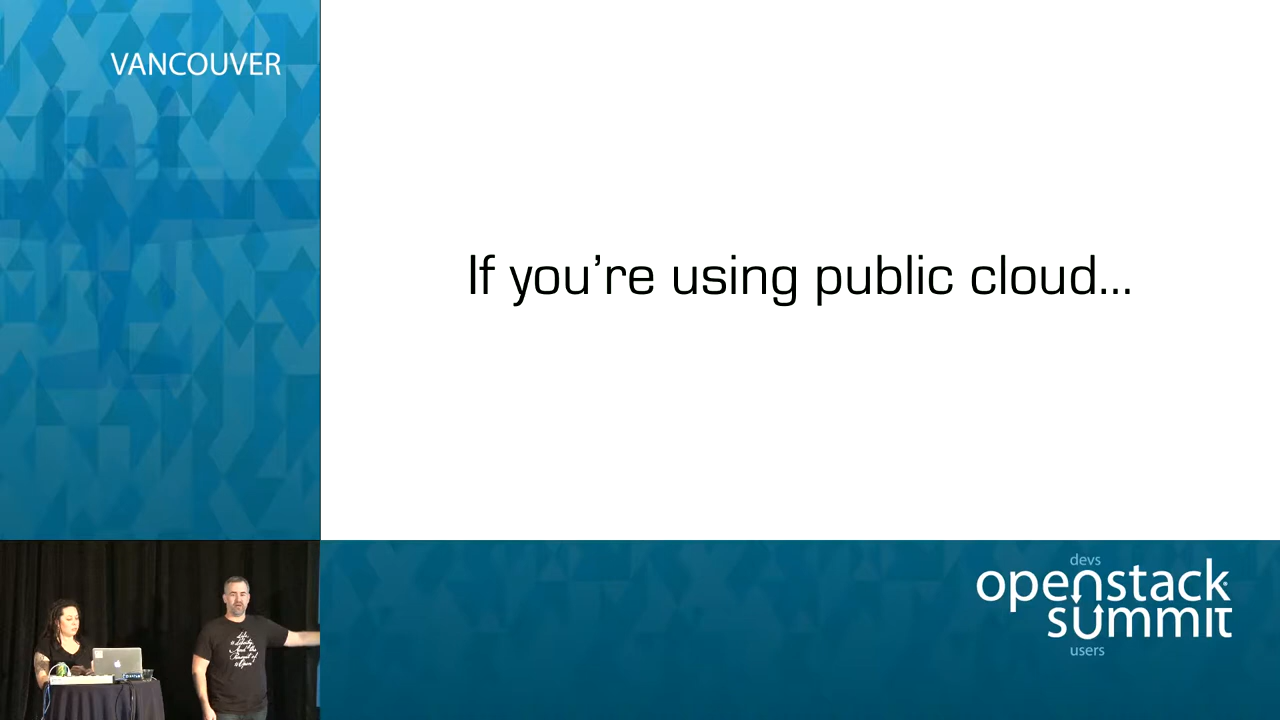 VANCOUVER
If you're using public cloud...
devs
openstack
summit
users